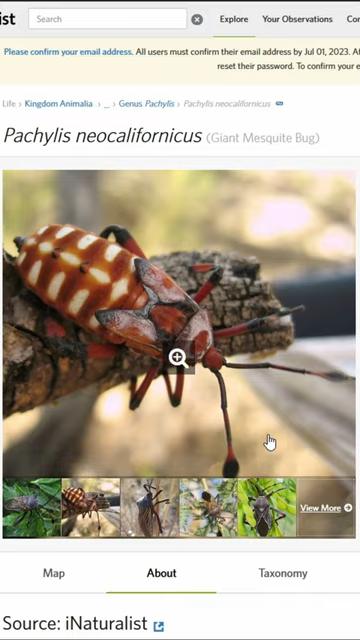 ist Search Explore Your Observations Co
Please confirm your email address. All users must confirm their email address by Jul 01, 2023. Af
reset their password. To confirm your e
Life › Kingdom Animalia › ... › Genus Pachylis › Pachylis neocalifornicus
Pachylis neocalifornicus (Giant Mesquite Bug)
View More
Map About Taxonomy
Source: iNaturalist